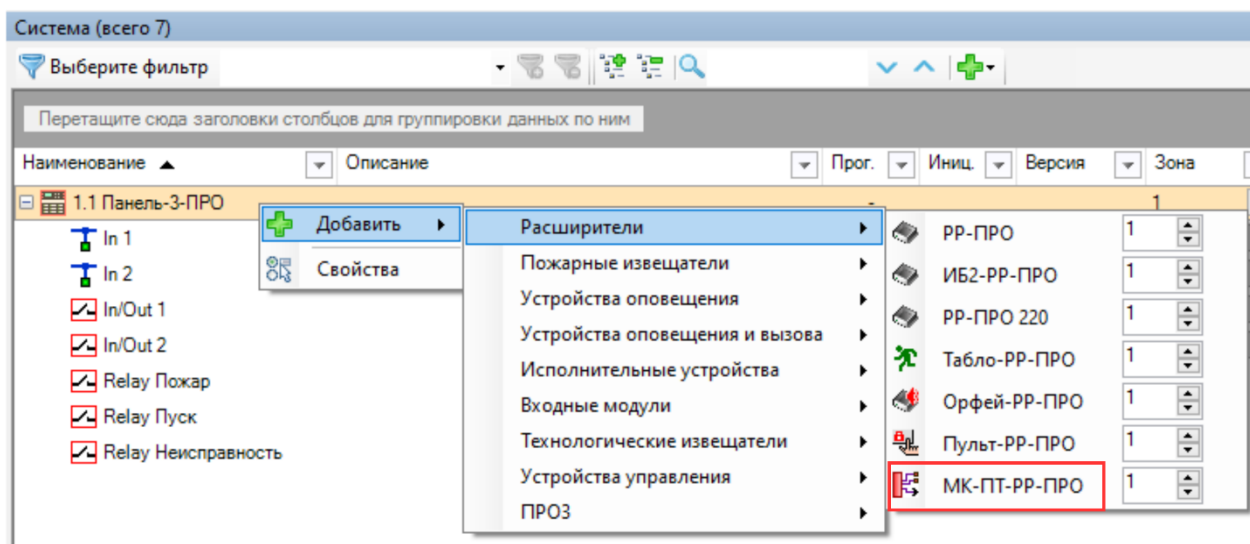 Система (всего 7)
Выберите фильтр
Перетащите сюда заголовки столбцов для группировки данных по ним
Наименование Описание Прог. Иниц. Версия Зона
1.1 Панель-3-ПРО - 1
In 1
In 2
In/Out 1
In/Out 2
Relay Пожар
Relay Пуск
Relay Неисправность
Добавить
Свойства
Расширители
Пожарные извещатели
Устройства оповещения
Устройства оповещения и вызова
Исполнительные устройства
Входные модули
Технологические извещатели
Устройства управления
ПРО3
РР-ПРО 1
ИБ2-РР-ПРО 1
РР-ПРО 220 1
Табло-РР-ПРО 1
Орфей-РР-ПРО 1
Пульт-РР-ПРО 1
МК-ПТ-РР-ПРО 1